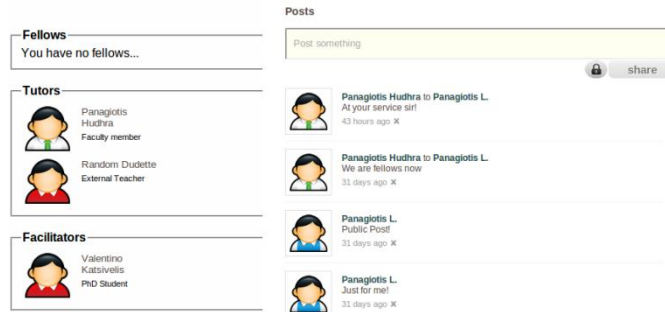 Fellows
You have no fellows...
Tutors
Panagiotis
Hudhra
Faculty member
Random Dudette
External Teacher
Facilitators
Valentino
Katsivelis
PhD Student
Posts
Post something
share
Panagiotis Hudhra to Panagiotis L.
At your service sir!
43 hours ago ✕
Panagiotis Hudhra to Panagiotis L.
We are fellows now
31 days ago ✕
Panagiotis L.
Public Post!
31 days ago ✕
Panagiotis L.
Just for me!
31 days ago ✕